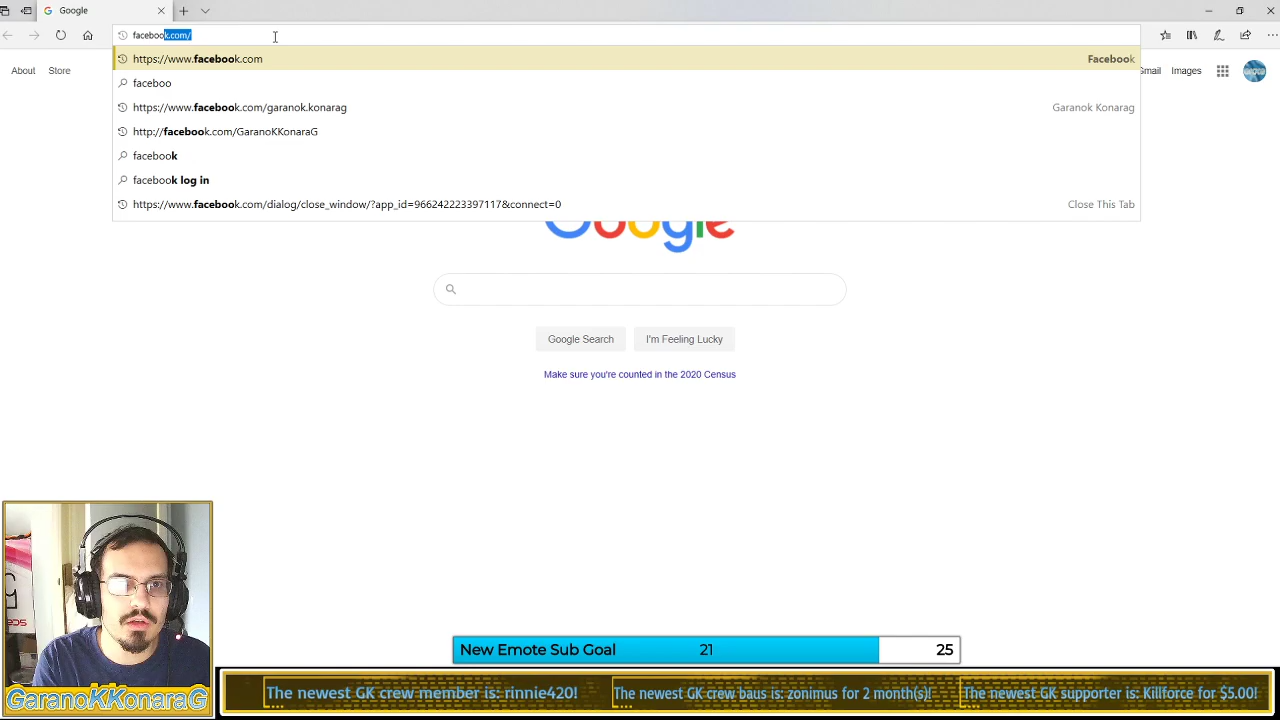 Google
facebook.com/
https://www.facebook.com Facebook
faceboo
https://www.facebook.com/garanok.konarag Garanok Konarag
http://facebook.com/GaranoKKonaraG
facebook
facebook log in
https://www.facebook.com/dialog/close_window/?app_id=966242223397117&connect=0 Close This Tab
About Store Gmail Images
Google
Google Search I'm Feeling Lucky
Make sure you're counted in the 2020 Census
New Emote Sub Goal 21 25
GaranoKKonaraG
The newest GK crew member is: rinnie420! The newest GK crew baus is: zonimus for 2 month(s)! The newest GK supporter is: Killforce for $5.00!